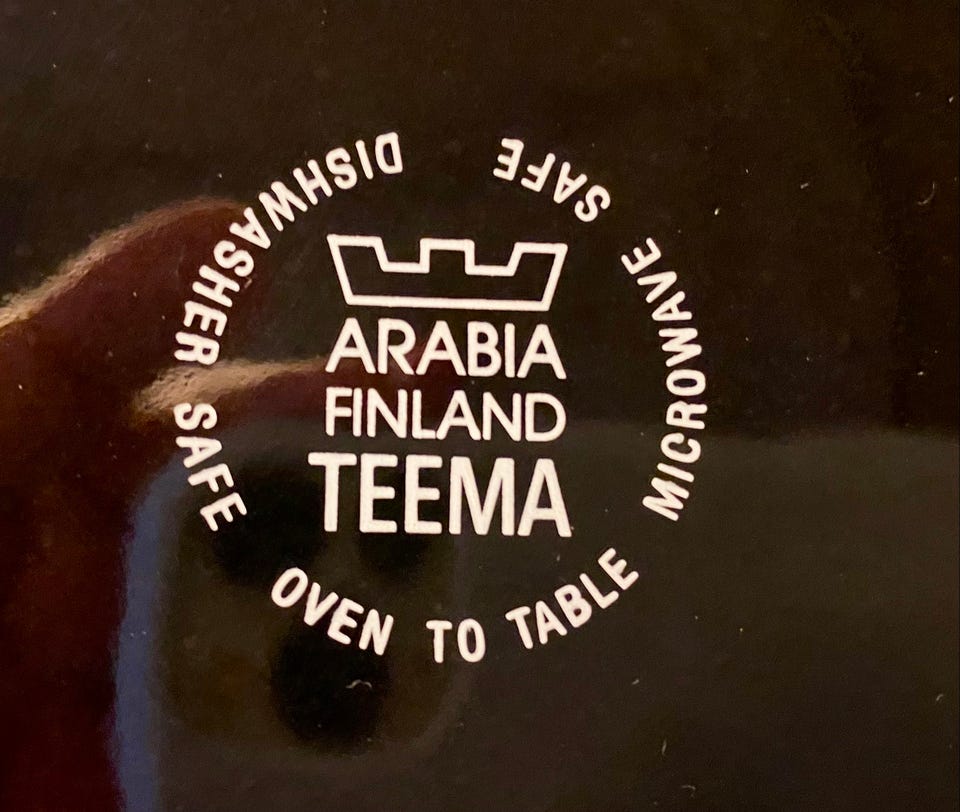 ARABIA
FINLAND
TEEMA
DISHWASHER SAFE
OVEN TO TABLE
MICROWAVE SAFE